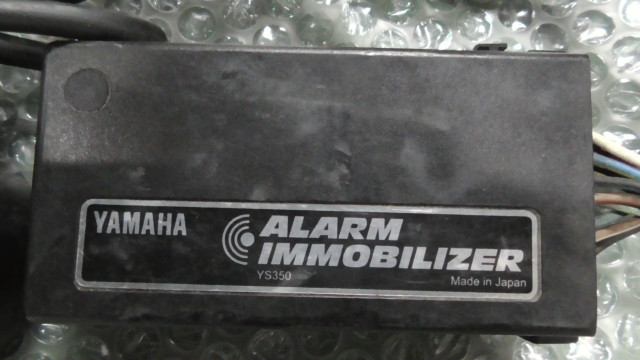 YAMAHA
ALARM
IMMOBILIZER
YS350
Made in Japan